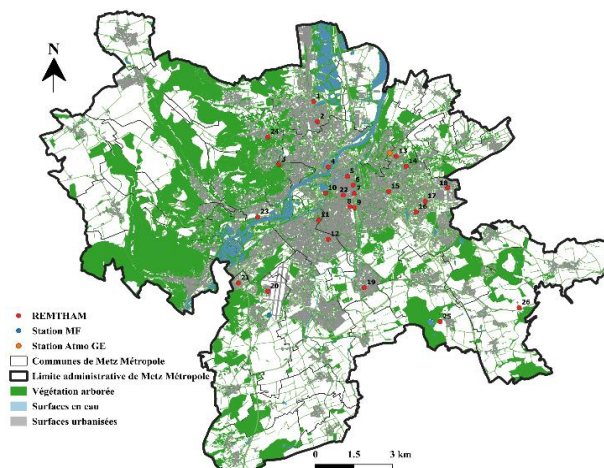 N
1
2
24
3
4
5
6
7
22
10
8
9
11
12
13
14
15
16
17
18
19
20
21
23
25
26
REMTHAM
Station MF
Station Atmo GE
Communes de Metz Métropole
Limite administrative de Metz Métropole
Végétation arborée
Surfaces en eau
Surfaces urbanisées
0 1.5 3 km